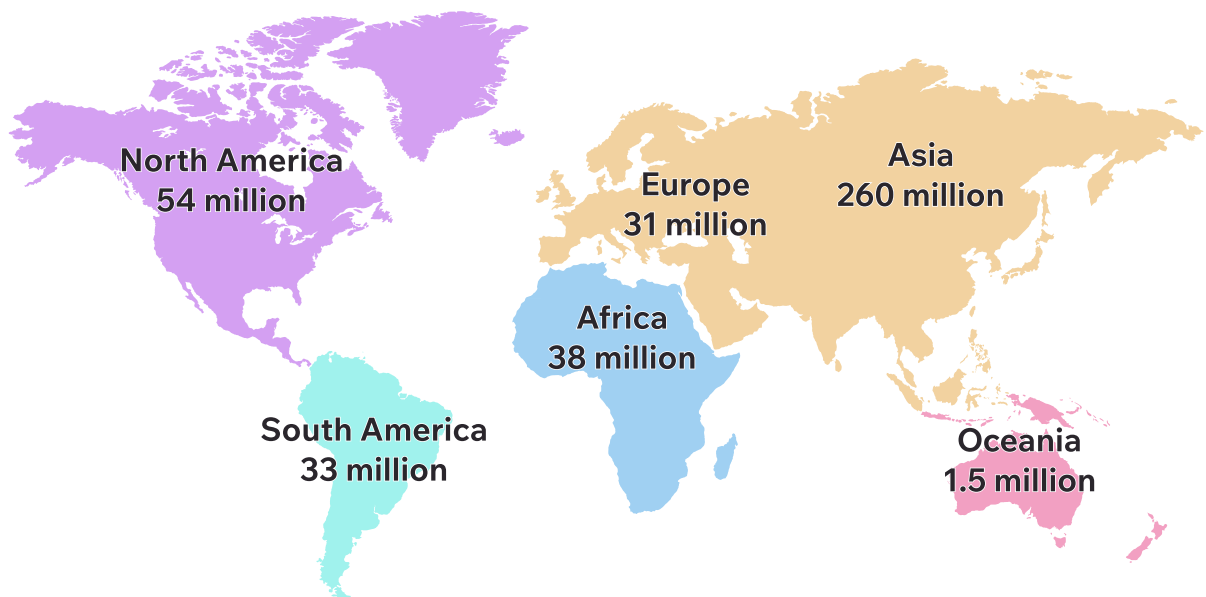 North America
54 million
Asia
260 million
Europe
31 million
Africa
38 million
South America
33 million
Oceania
1.5 million